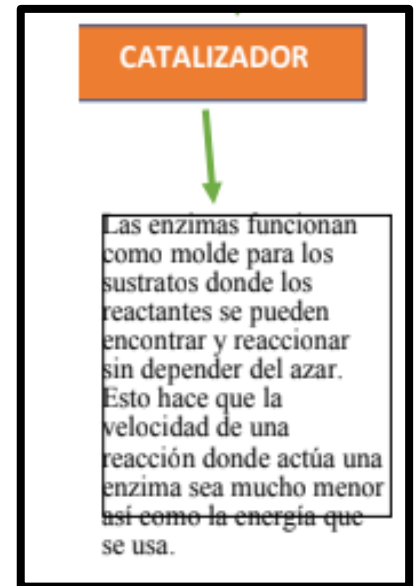 CATALIZADOR
Las enzimas funcionan
como molde para los
sustratos donde los
reactantes se pueden
encontrar y reaccionar
sin depender del azar.
Esto hace que la
velocidad de una
reacción donde actúa una
enzima sea mucho menor
así como la energía que
se usa.